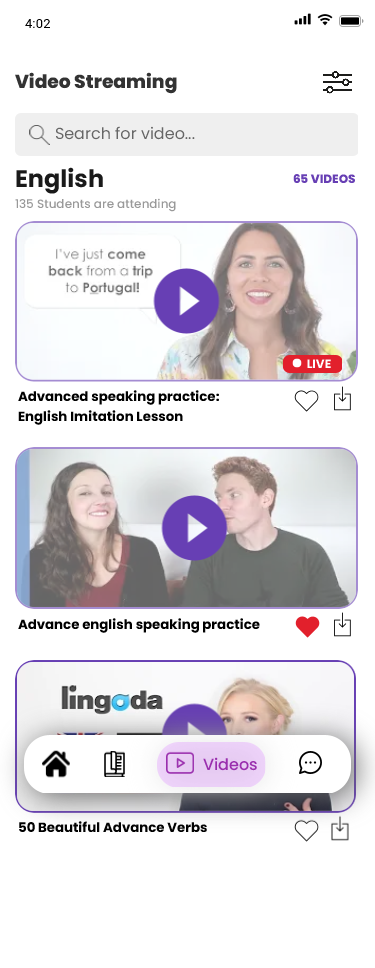 4:02
Video Streaming
Search for video...
English
65 VIDEOS
135 Students are attending
I've just come
back from a trip
to Portugal!
LIVE
Advanced speaking practice:
English Imitation Lesson
Advance english speaking practice
lingoda
Videos
50 Beautiful Advance Verbs